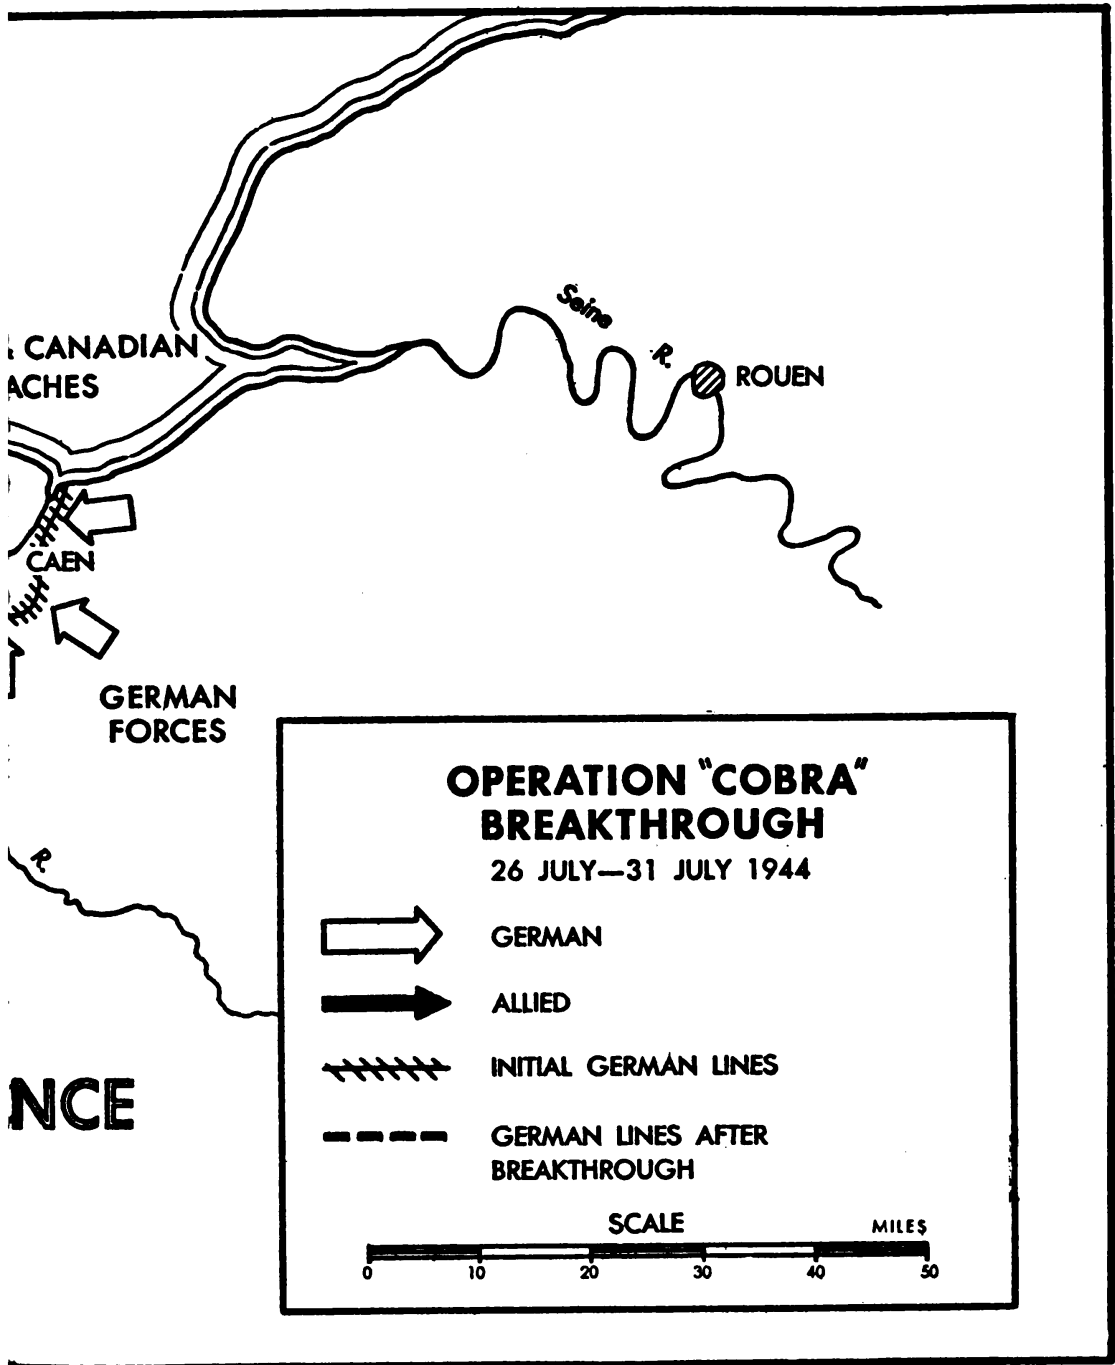 Seine R.
& CANADIAN
ACHES
ROUEN
CAEN
GERMAN
FORCES
R.
NCE
OPERATION "COBRA"
BREAKTHROUGH
26 JULY—31 JULY 1944
GERMAN
ALLIED
INITIAL GERMAN LINES
GERMAN LINES AFTER
BREAKTHROUGH
SCALE
MILES
0 10 20 30 40 50